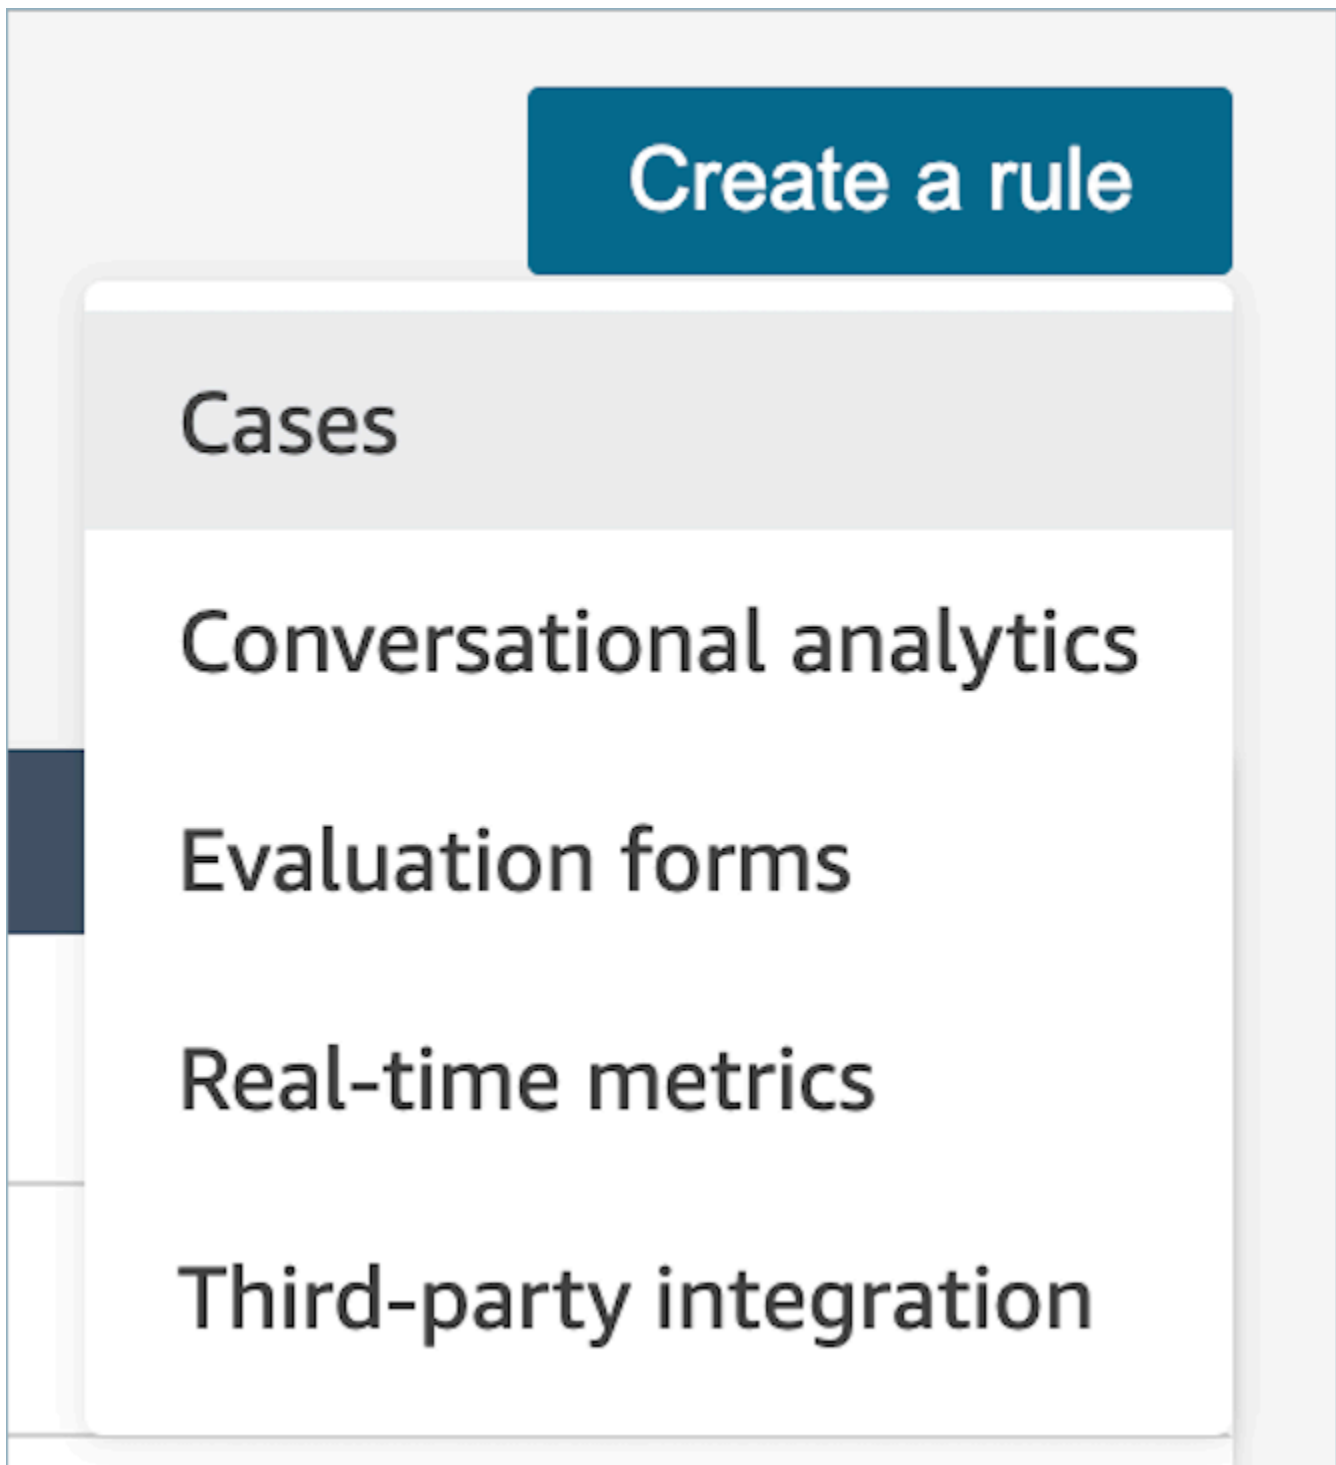 Create a rule
Cases
Conversational analytics
Evaluation forms
Real-time metrics
Third-party integration